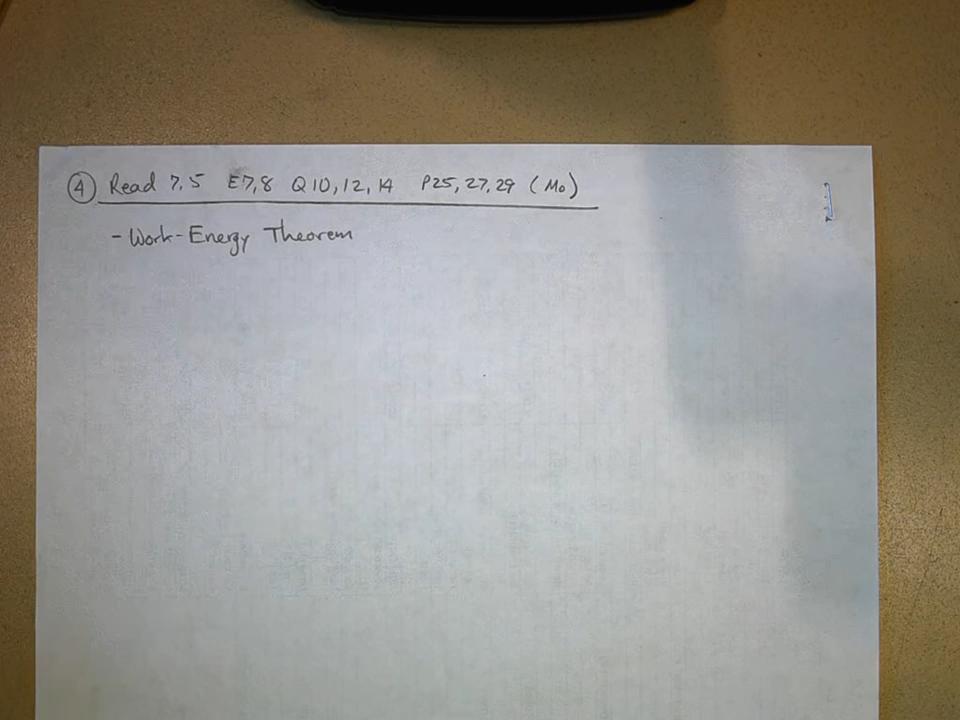 ④ Read 7.5 E7,8 Q10,12,14 P25,27,29 (Mo)
- Work-Energy Theorem